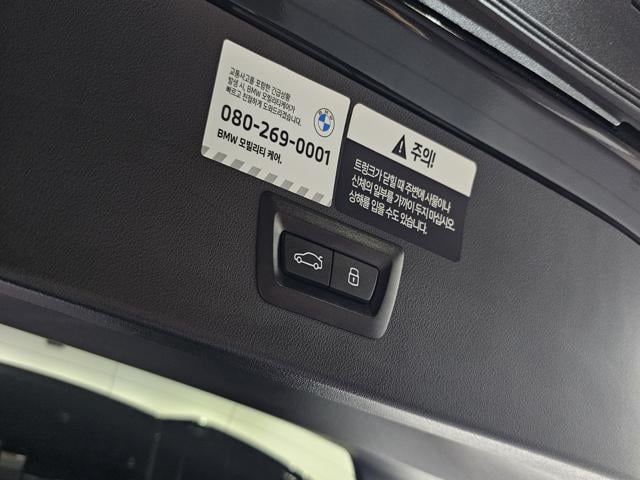 교통사고를 포함한 긴급상황
발생 시, BMW 모빌리티케어가
빠르고 친절하게 도와드리겠습니다.
080-269-0001
BMW 모빌리티 케어.
BMW
주의!
트렁크가 닫힐 때 주변에 사물이나
신체의 일부를 가까이 두지 마십시오.
상해를 입을 수도 있습니다.